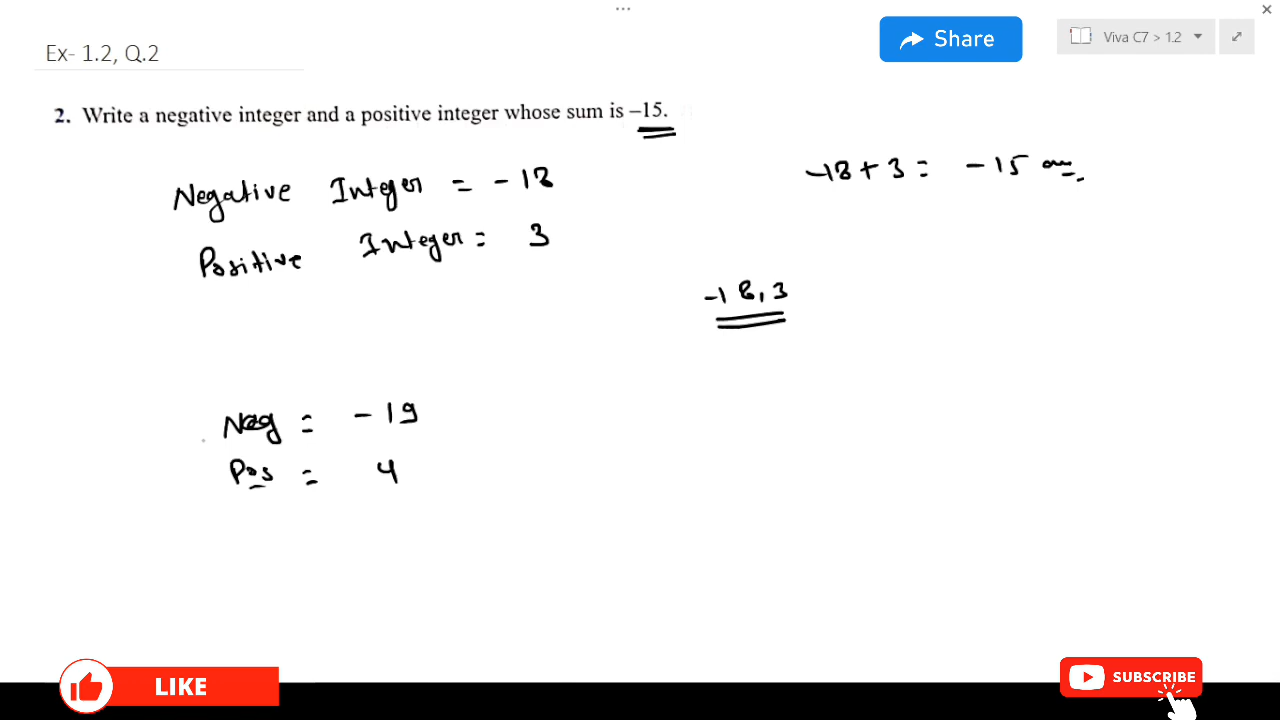 Share
Viva C7 > 1.2
Ex- 1.2, Q.2
2. Write a negative integer and a positive integer whose sum is –15.
Negative Integer = - 18
-18 + 3 = - 15 ans.
Positive Integer = 3
-18, 3
Neg = - 19
Pos = 4
LIKE
SUBSCRIBE